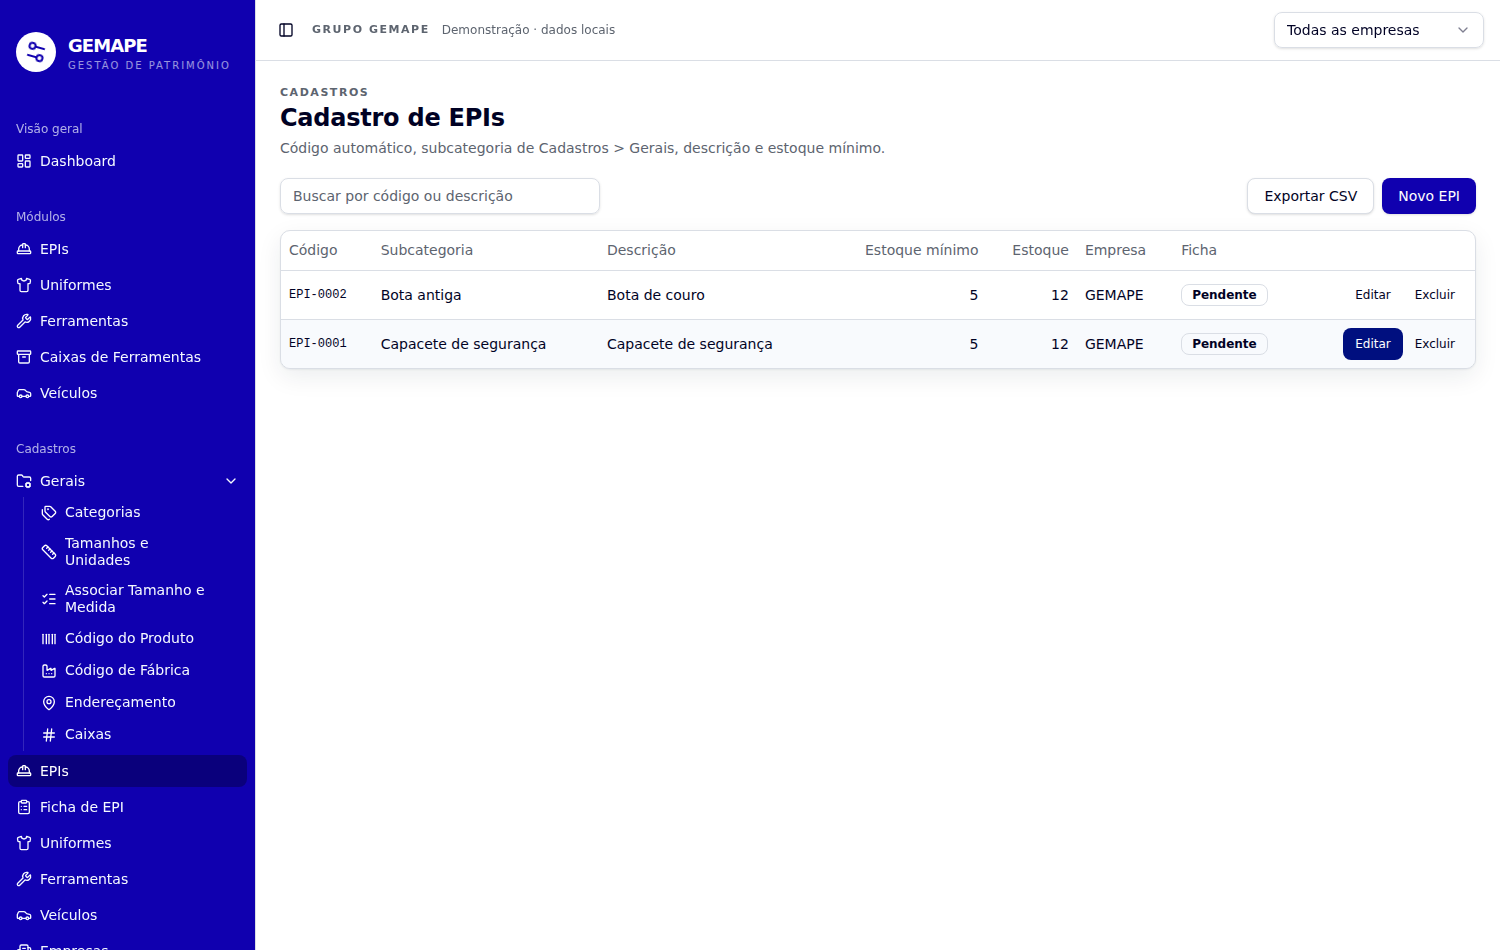 GEMAPE
GESTÃO DE PATRIMÔNIO
Visão geral
Dashboard
Módulos
EPIs
Uniformes
Ferramentas
Caixas de Ferramentas
Veículos
Cadastros
Gerais
Categorias
Tamanhos e
Unidades
Associar Tamanho e
Medida
Código do Produto
Código de Fábrica
Endereçamento
Caixas
EPIs
Ficha de EPI
Uniformes
Ferramentas
Veículos
Empresas
GRUPO GEMAPE Demonstração · dados locais
Todas as empresas
CADASTROS
Cadastro de EPIs
Código automático, subcategoria de Cadastros > Gerais, descrição e estoque mínimo.
Buscar por código ou descrição
Exportar CSV
Novo EPI
Código Subcategoria Descrição Estoque mínimo Estoque Empresa Ficha
EPI-0002 Bota antiga Bota de couro 5 12 GEMAPE Pendente Editar Excluir
EPI-0001 Capacete de segurança Capacete de segurança 5 12 GEMAPE Pendente Editar Excluir